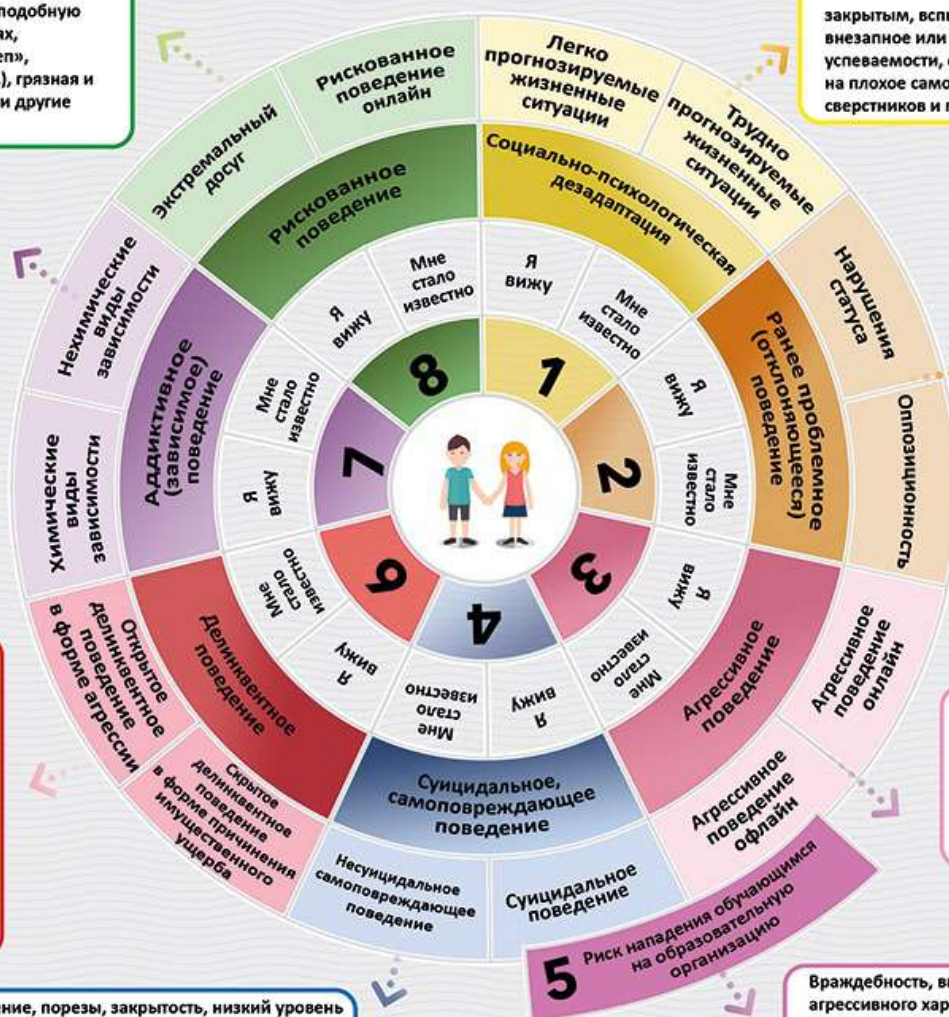 подобную
ях,
еп»,
), грязная и
и другие
закрытым, вспы
внезапное или
успеваемости, о
на плохое само
сверстников и п
Рискованное
поведение
онлайн
Экстремальный
досуг
Рискованное
поведение
Легко
прогнозируемые
жизненные
ситуации
Трудно
прогнозируемые
жизненные
ситуации
Социально-психологическая
дезадаптация
Нарушения
статуса
Оппозиционность
Ранее проблемное
(отклоняющееся)
поведение
Агрессивное
поведение
онлайн
Агрессивное
поведение
офлайн
Агрессивное
поведение
5 Риск нападения обучающимся
на образовательную
организацию
Суицидальное,
самоповреждающее
поведение
Суицидальное
поведение
Несуицидальное
самоповреждающее
поведение
Делинквентное
поведение
Скрытое
делинквентное
поведение
в форме причинения
имущественного
ущерба
Открытое
делинквентное
поведение
в форме агрессии
Аддиктивное
(зависимое)
поведение
Химические
виды
зависимости
Нехимические
виды
зависимости
Я
вижу
Мне
стало
известно
1
Я
вижу
Мне
стало
известно
2
Я
вижу
Мне
стало
известно
3
Я
вижу
Мне
стало
известно
4
Я
вижу
Мне
стало
известно
6
Я
вижу
Мне
стало
известно
7
Я
вижу
Мне
стало
известно
8
ение, порезы, закрытость, низкий уровень
Враждебность, в
агрессивного хар